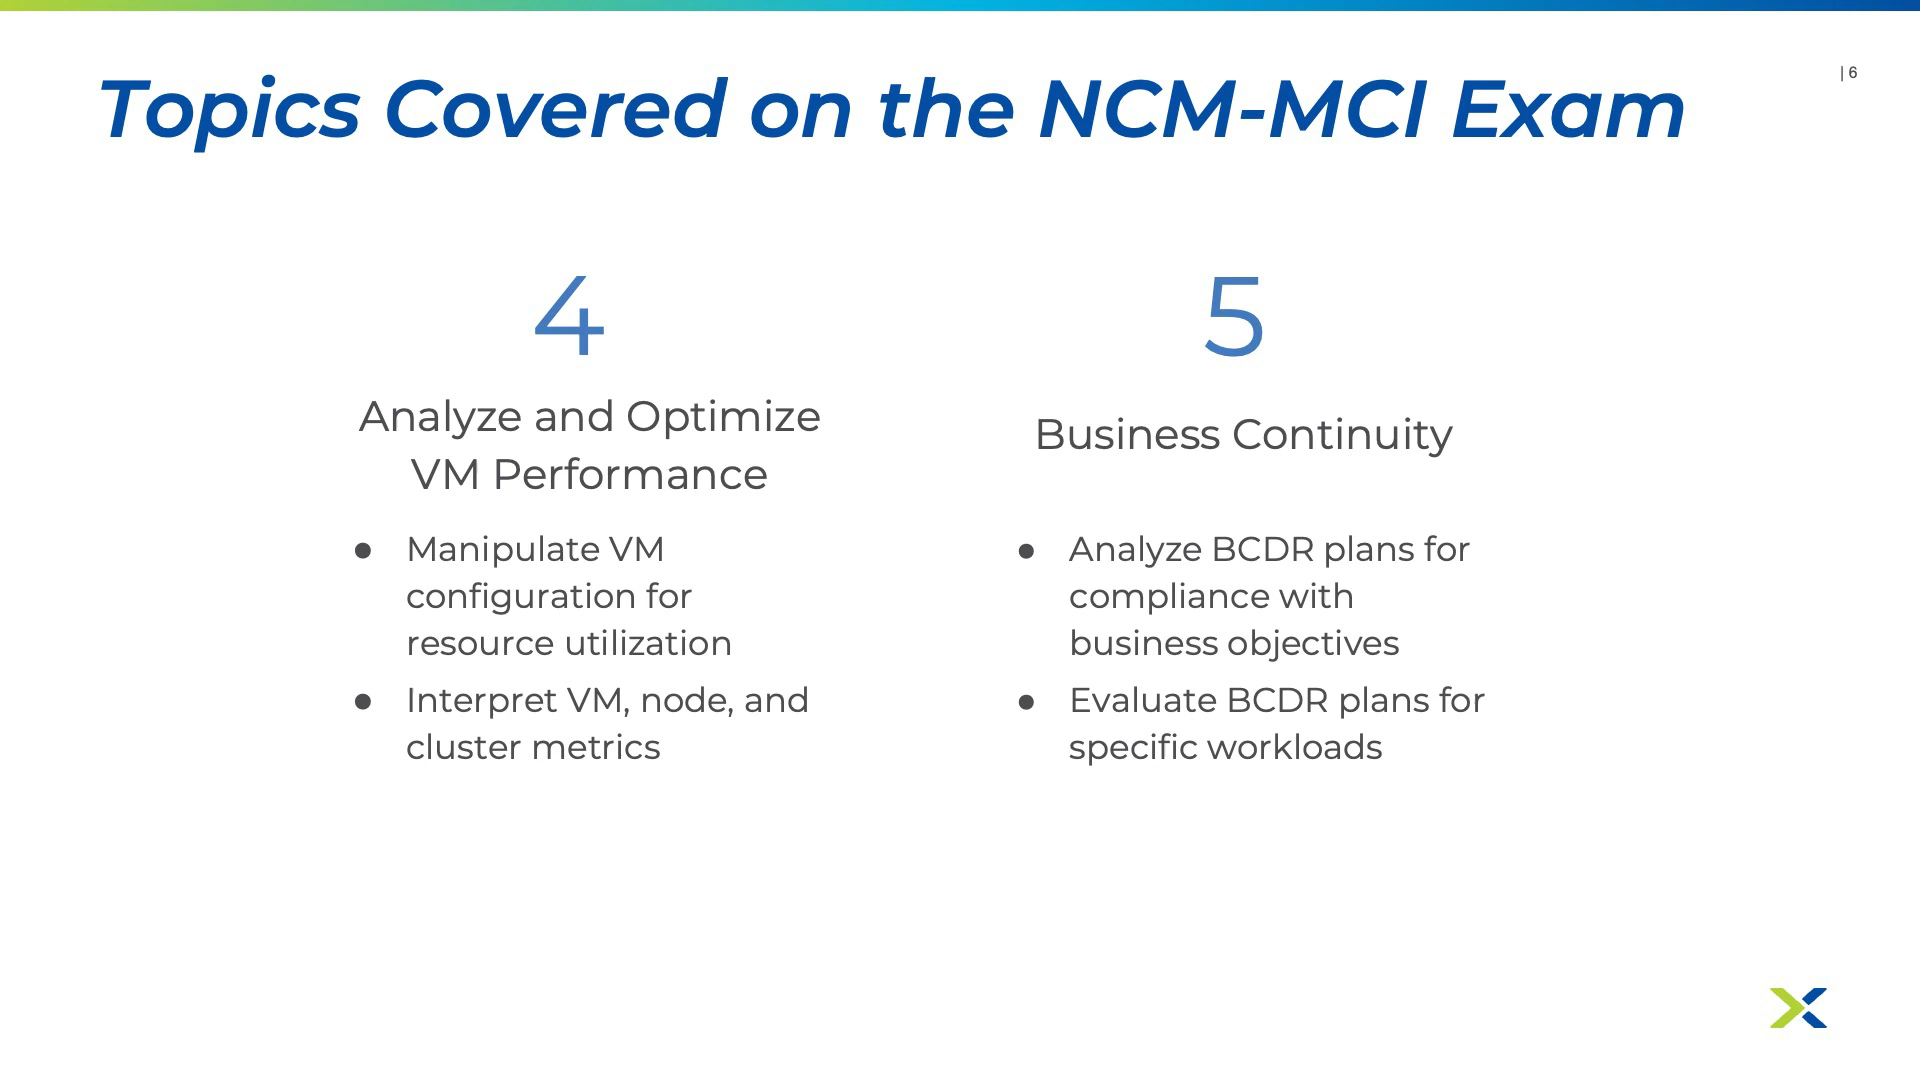 Topics Covered on the NCM-MCI Exam
| 6
4
Analyze and Optimize
VM Performance
● Manipulate VM
configuration for
resource utilization
● Interpret VM, node, and
cluster metrics
5
Business Continuity
● Analyze BCDR plans for
compliance with
business objectives
● Evaluate BCDR plans for
specific workloads